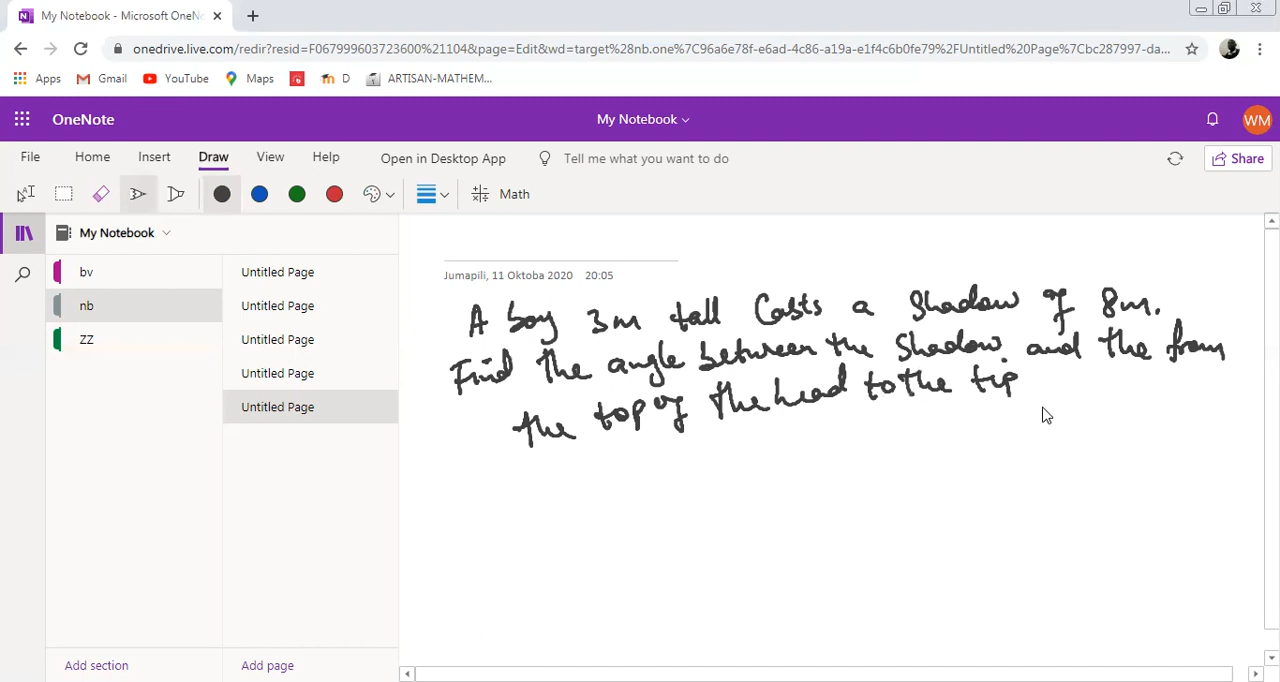 My Notebook - Microsoft OneNo
onedrive.live.com/redir?resid=F067999603723600%21104&page=Edit&wd=target%28nb.one%7C96a6e78f-e6ad-4c86-a19a-e1f4c6b0fe79%2FUntitled%20Page%7Cbc287997-da...
Apps Gmail YouTube Maps D ARTISAN-MATHEM...
OneNote My Notebook WM
File Home Insert Draw View Help Open in Desktop App Tell me what you want to do Share
Math
My Notebook
bv Untitled Page
nb Untitled Page
ZZ Untitled Page
Untitled Page
Untitled Page
Add section Add page
Jumapili, 11 Oktoba 2020 20:05
A boy 3m tall Casts a Shadow of 8m.
Find the angle between the Shadow. and the from
the top of the head to the tip